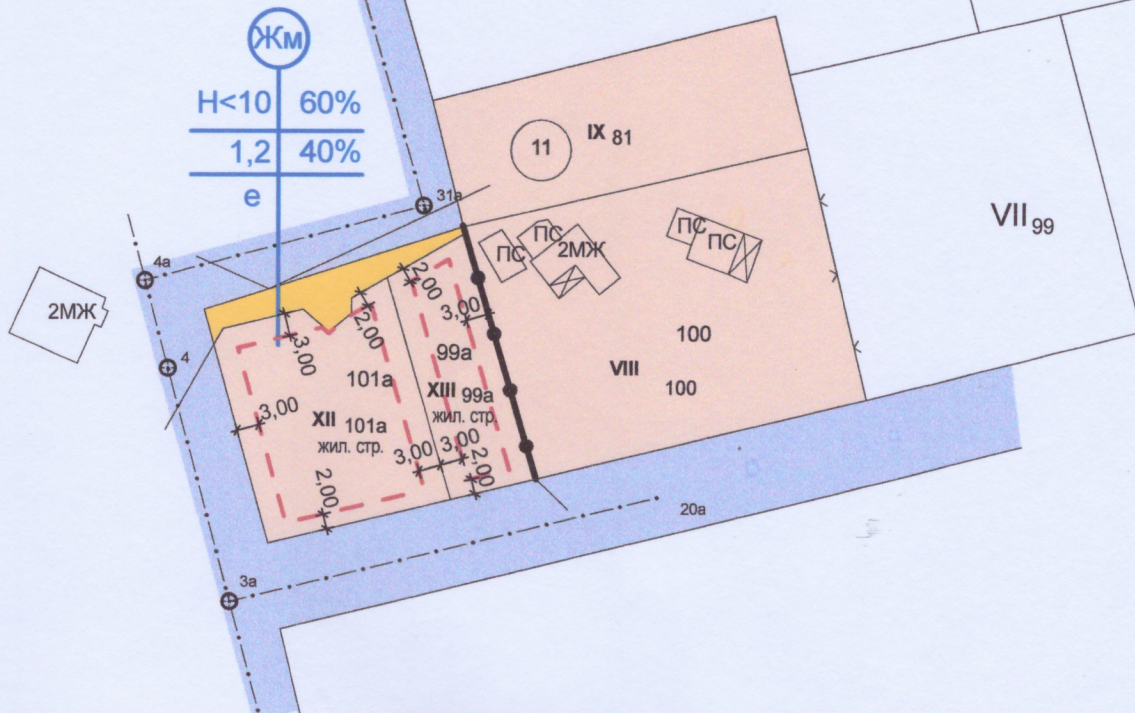 Жм
H<10 60%
1,2 40%
e
31а
4а
4
3а
20а
2МЖ
11
IX 81
VII 99
ПС
ПС
2МЖ
ПС
ПС
100
VIII
100
2,00
3,00
99а
XIII 99а
жил. стр.
3,00
2,00
101а
XII 101а
жил. стр.
3,00
2,00
3,00
3,00
2,00